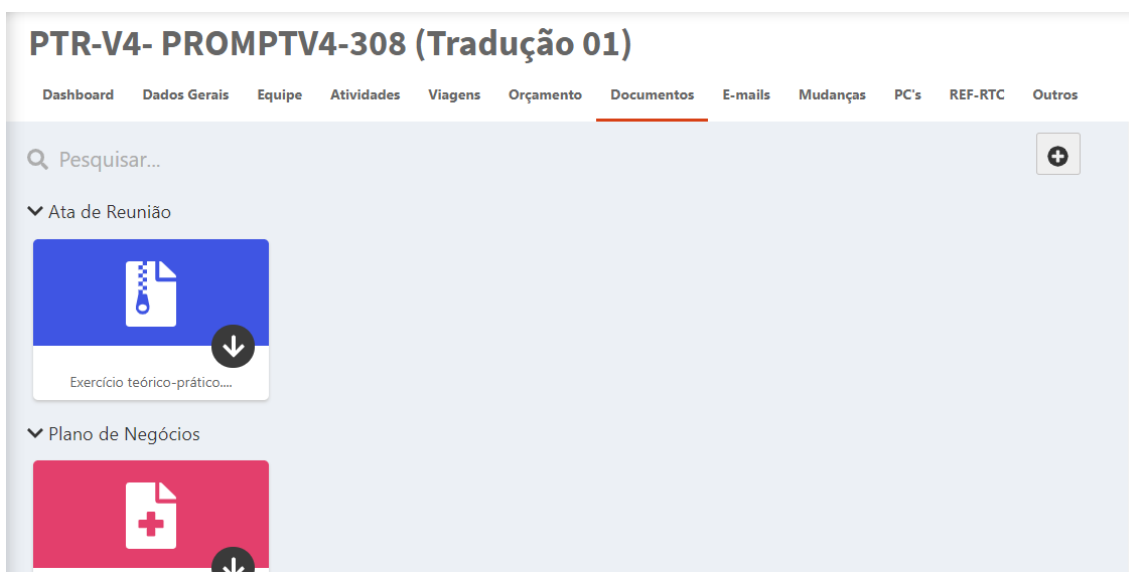 PTR-V4- PROMPTV4-308 (Tradução 01)
Dashboard Dados Gerais Equipe Atividades Viagens Orçamento Documentos E-mails Mudanças PC's REF-RTC Outros
Pesquisar...
Ata de Reunião
Exercício teórico-prático....
Plano de Negócios